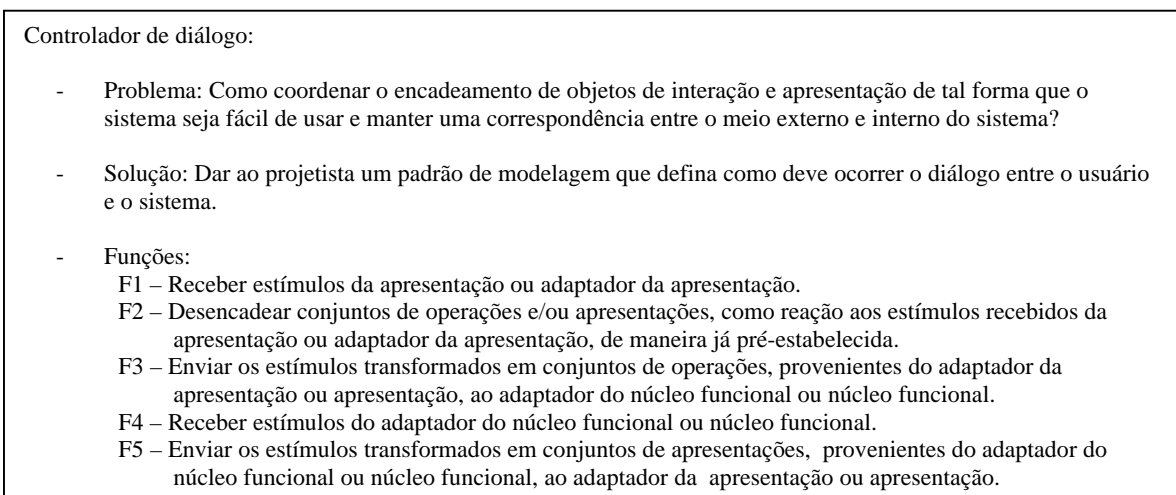 Controlador de diálogo:
- Problema: Como coordenar o encadeamento de objetos de interação e apresentação de tal forma que o
sistema seja fácil de usar e manter uma correspondência entre o meio externo e interno do sistema?
- Solução: Dar ao projetista um padrão de modelagem que defina como deve ocorrer o diálogo entre o usuário
e o sistema.
- Funções:
F1 – Receber estímulos da apresentação ou adaptador da apresentação.
F2 – Desencadear conjuntos de operações e/ou apresentações, como reação aos estímulos recebidos da
apresentação ou adaptador da apresentação, de maneira já pré-estabelecida.
F3 – Enviar os estímulos transformados em conjuntos de operações, provenientes do adaptador da
apresentação ou apresentação, ao adaptador do núcleo funcional ou núcleo funcional.
F4 – Receber estímulos do adaptador do núcleo funcional ou núcleo funcional.
F5 – Enviar os estímulos transformados em conjuntos de apresentações, provenientes do adaptador do
núcleo funcional ou núcleo funcional, ao adaptador da apresentação ou apresentação.